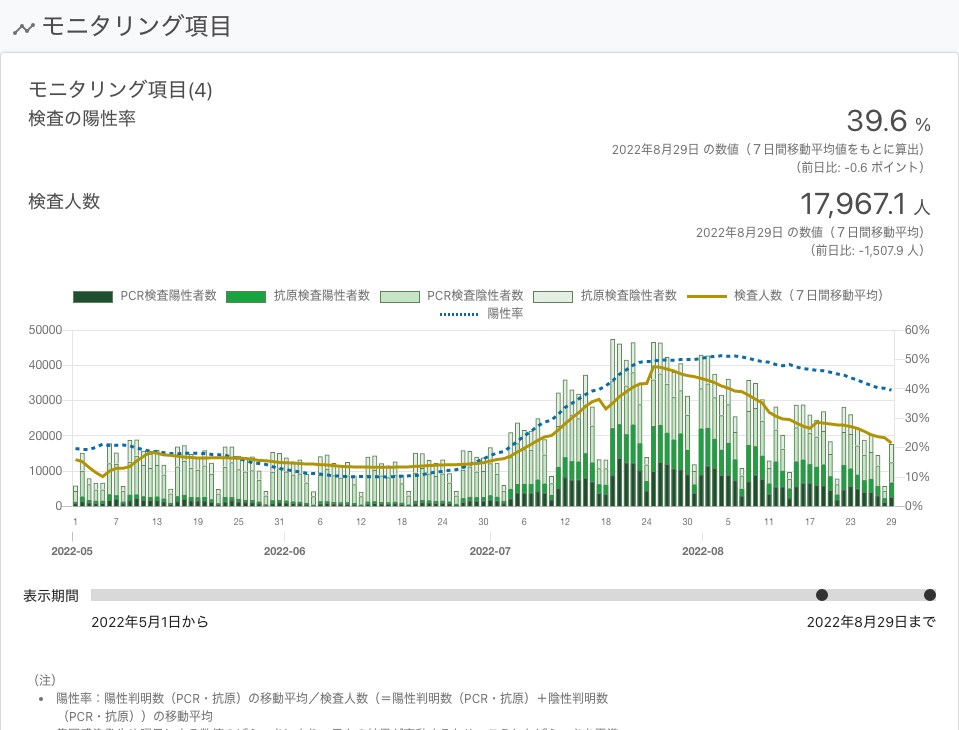 モニタリング項目
モニタリング項目(4)
検査の陽性率
39.6 %
2022年8月29日 の数値（７日間移動平均値をもとに算出）
（前日比: -0.6 ポイント）
検査人数
17,967.1 人
2022年8月29日 の数値（７日間移動平均）
（前日比: -1,507.9 人）
PCR検査陽性者数 抗原検査陽性者数 PCR検査陰性者数 抗原検査陰性者数 検査人数（７日間移動平均）
陽性率
50000 60%
40000 50%
30000 40%
20000 30%
10000 20%
0 10%
0%
1 7 13 19 25 31 6 12 18 24 30 6 12 18 24 30 5 11 17 23 29
2022-05 2022-06 2022-07 2022-08
表示期間
2022年5月1日から 2022年8月29日まで
（注）
• 陽性率：陽性判明数（PCR・抗原）の移動平均／検査人数（＝陽性判明数（PCR・抗原）＋陰性判明数
（PCR・抗原））の移動平均